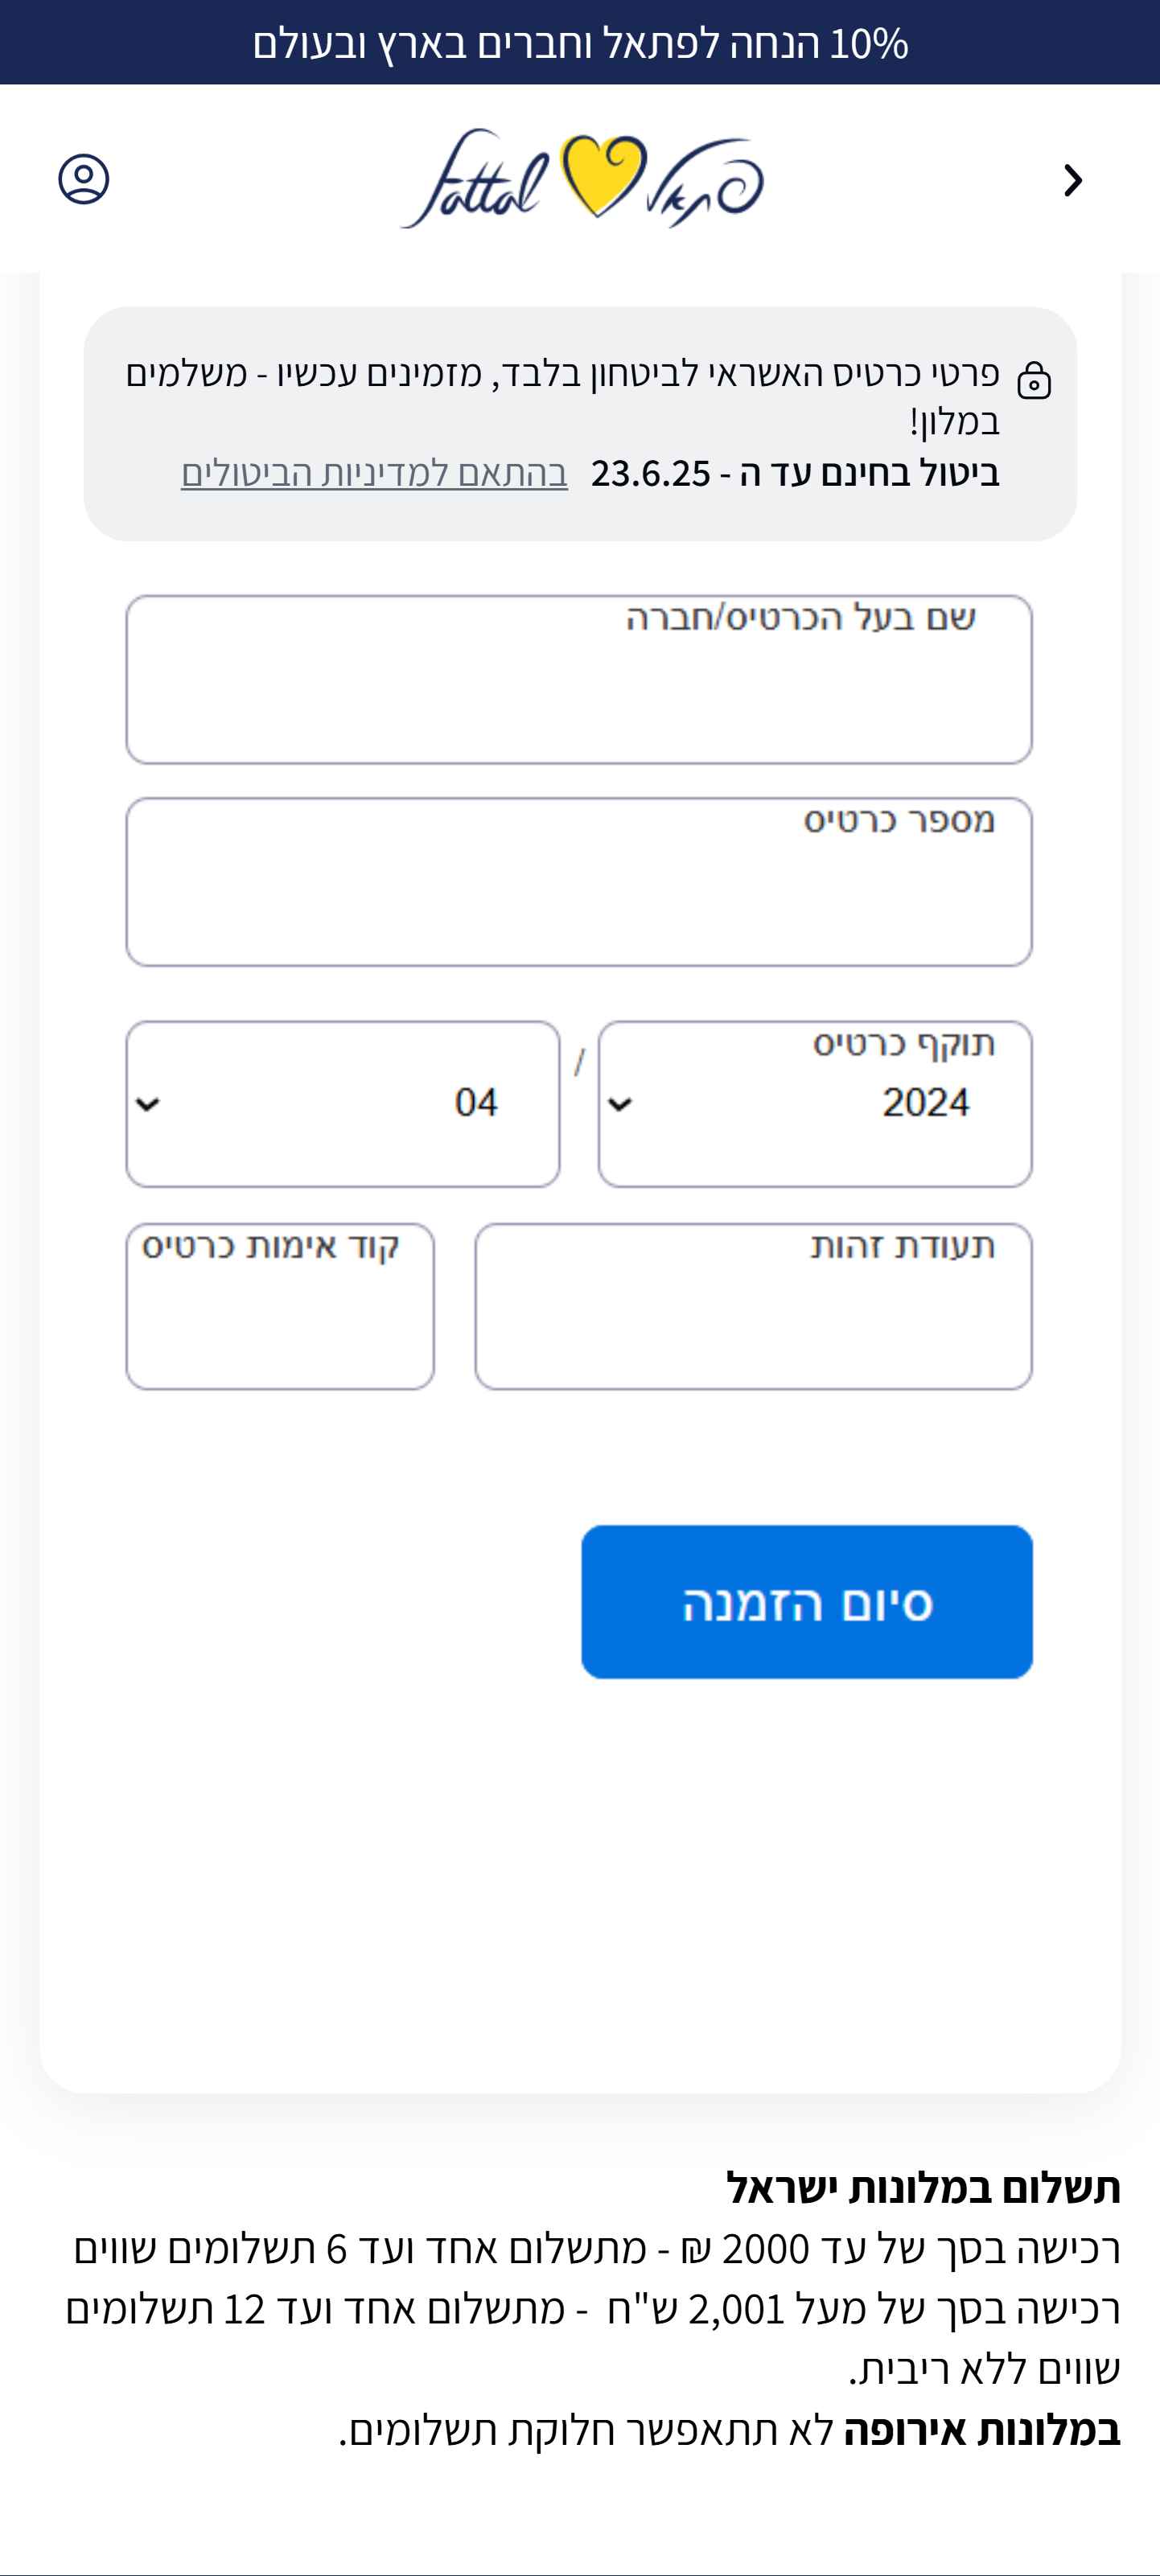 10% הנחה לפתאל וחברים בארץ ובעולם
פתאל fattal
פרטי כרטיס האשראי לביטחון בלבד, מזמינים עכשיו - משלמים
במלון!
ביטול בחינם עד ה - 23.6.25 בהתאם למדיניות הביטולים
שם בעל הכרטיס/חברה
מספר כרטיס
תוקף כרטיס
2024 / 04
תעודת זהות קוד אימות כרטיס
סיום הזמנה
תשלום במלונות ישראל
רכישה בסך של עד 2000 ₪ - מתשלום אחד ועד 6 תשלומים שווים
רכישה בסך של מעל 2,001 ש"ח - מתשלום אחד ועד 12 תשלומים
שווים ללא ריבית.
במלונות אירופה לא תתאפשר חלוקת תשלומים.